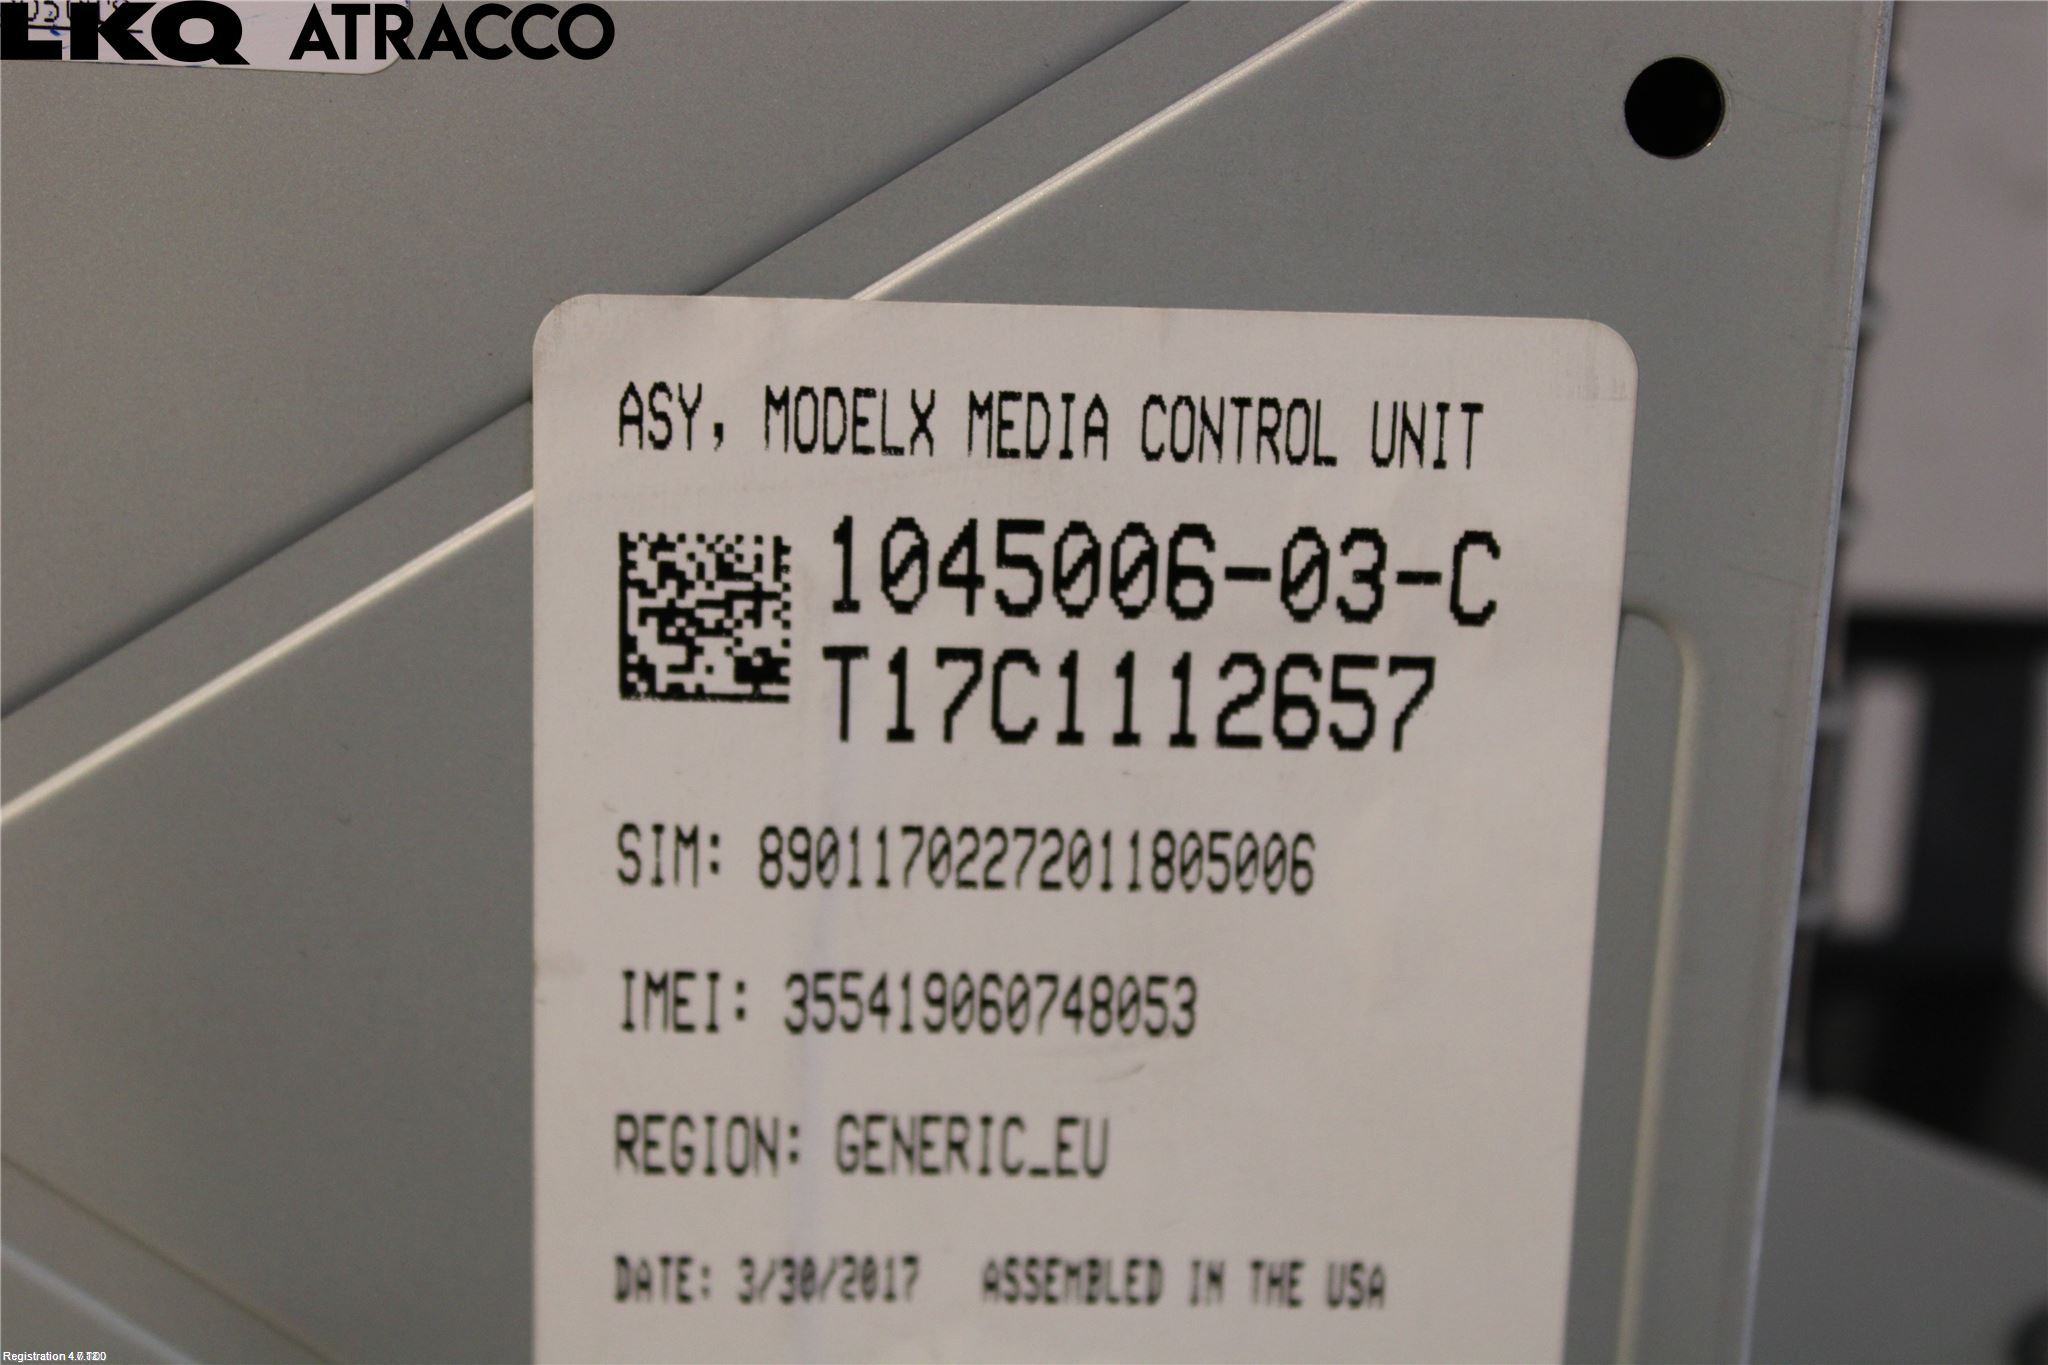 LKQ ATRACCO
ASY, MODELX MEDIA CONTROL UNIT
1045006-03-C
T17C1112657
SIM: 89011702272011805006
IMEI: 355419060748053
REGION: GENERIC_EU
DATE: 3/30/2017 ASSEMBLED IN THE USA
Registration